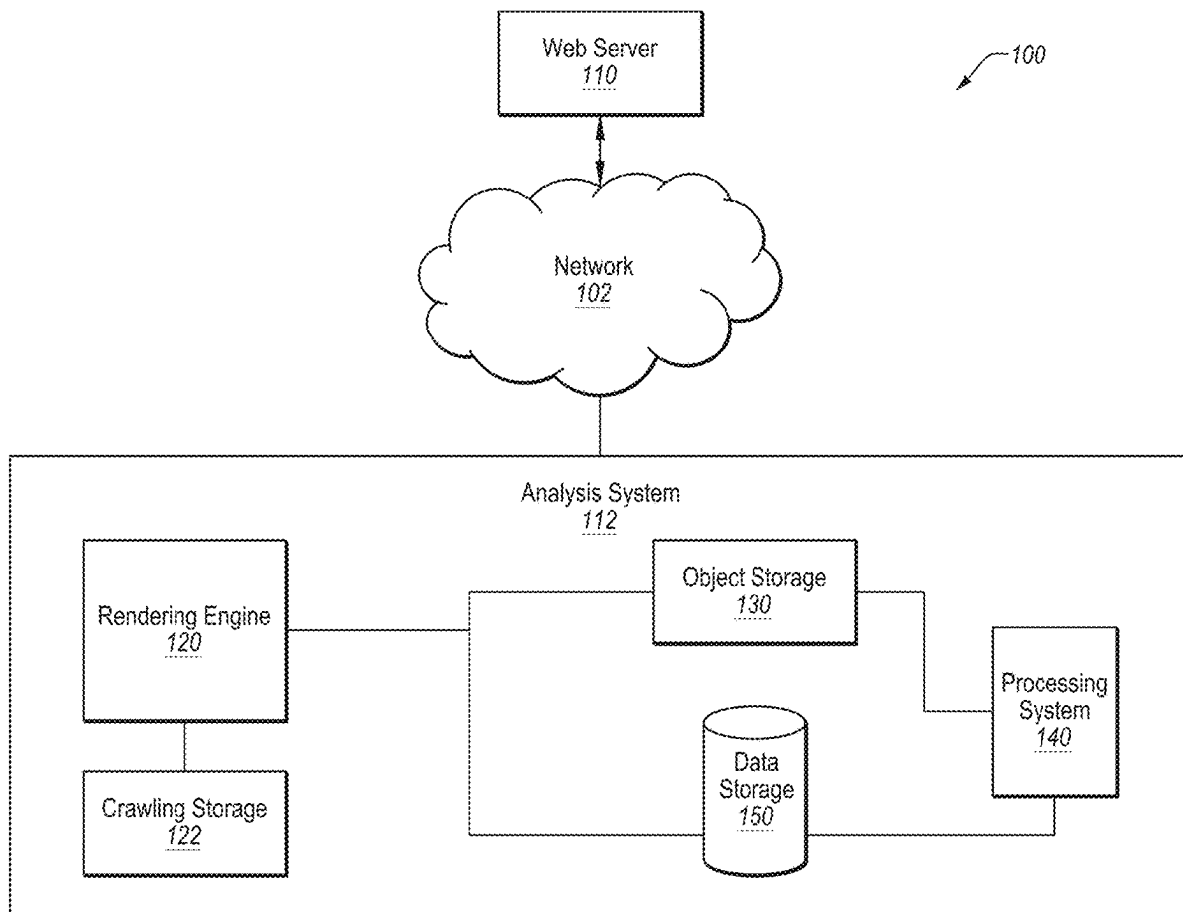 Web Server
110
100
Network
102
Analysis System
112
Rendering Engine
120
Object Storage
130
Processing
System
140
Crawling Storage
122
Data
Storage
150